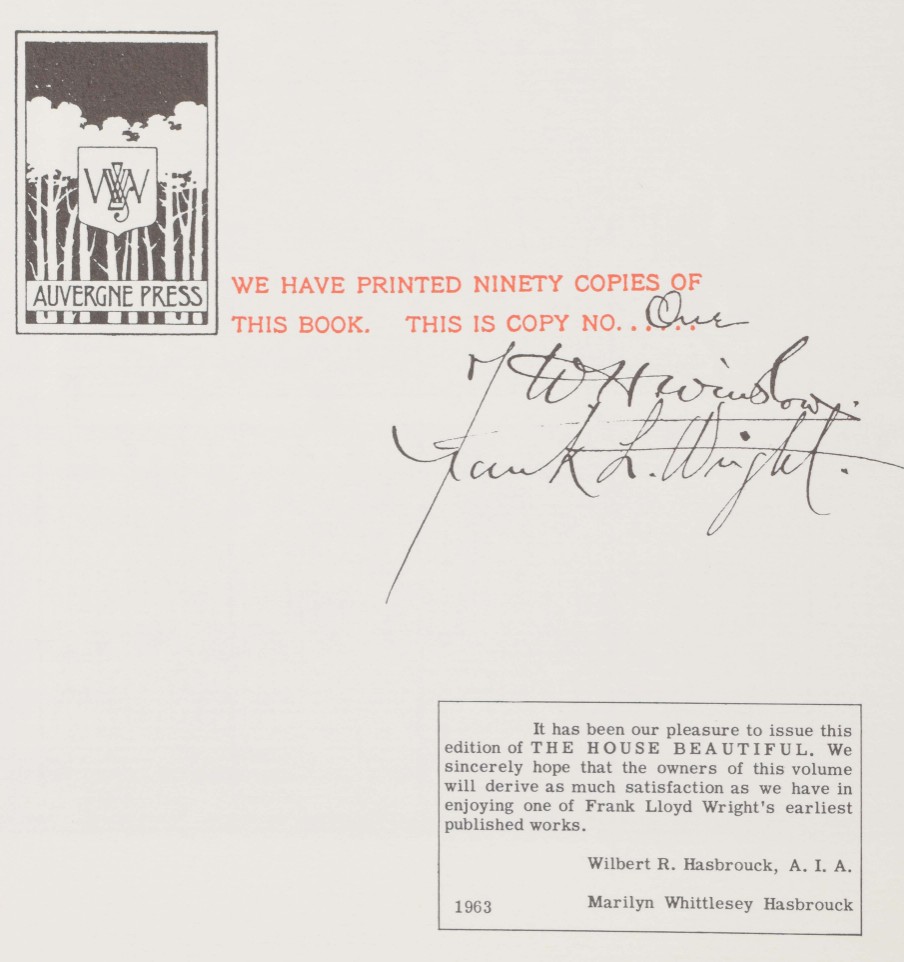 WW
AUVERGNE PRESS
WE HAVE PRINTED NINETY COPIES OF
THIS BOOK. THIS IS COPY NO. . . . . . One
W. H. Winslow.
Frank L. Wright.
It has been our pleasure to issue this
edition of THE HOUSE BEAUTIFUL. We
sincerely hope that the owners of this volume
will derive as much satisfaction as we have in
enjoying one of Frank Lloyd Wright's earliest
published works.
Wilbert R. Hasbrouck, A. I. A.
1963 Marilyn Whittlesey Hasbrouck